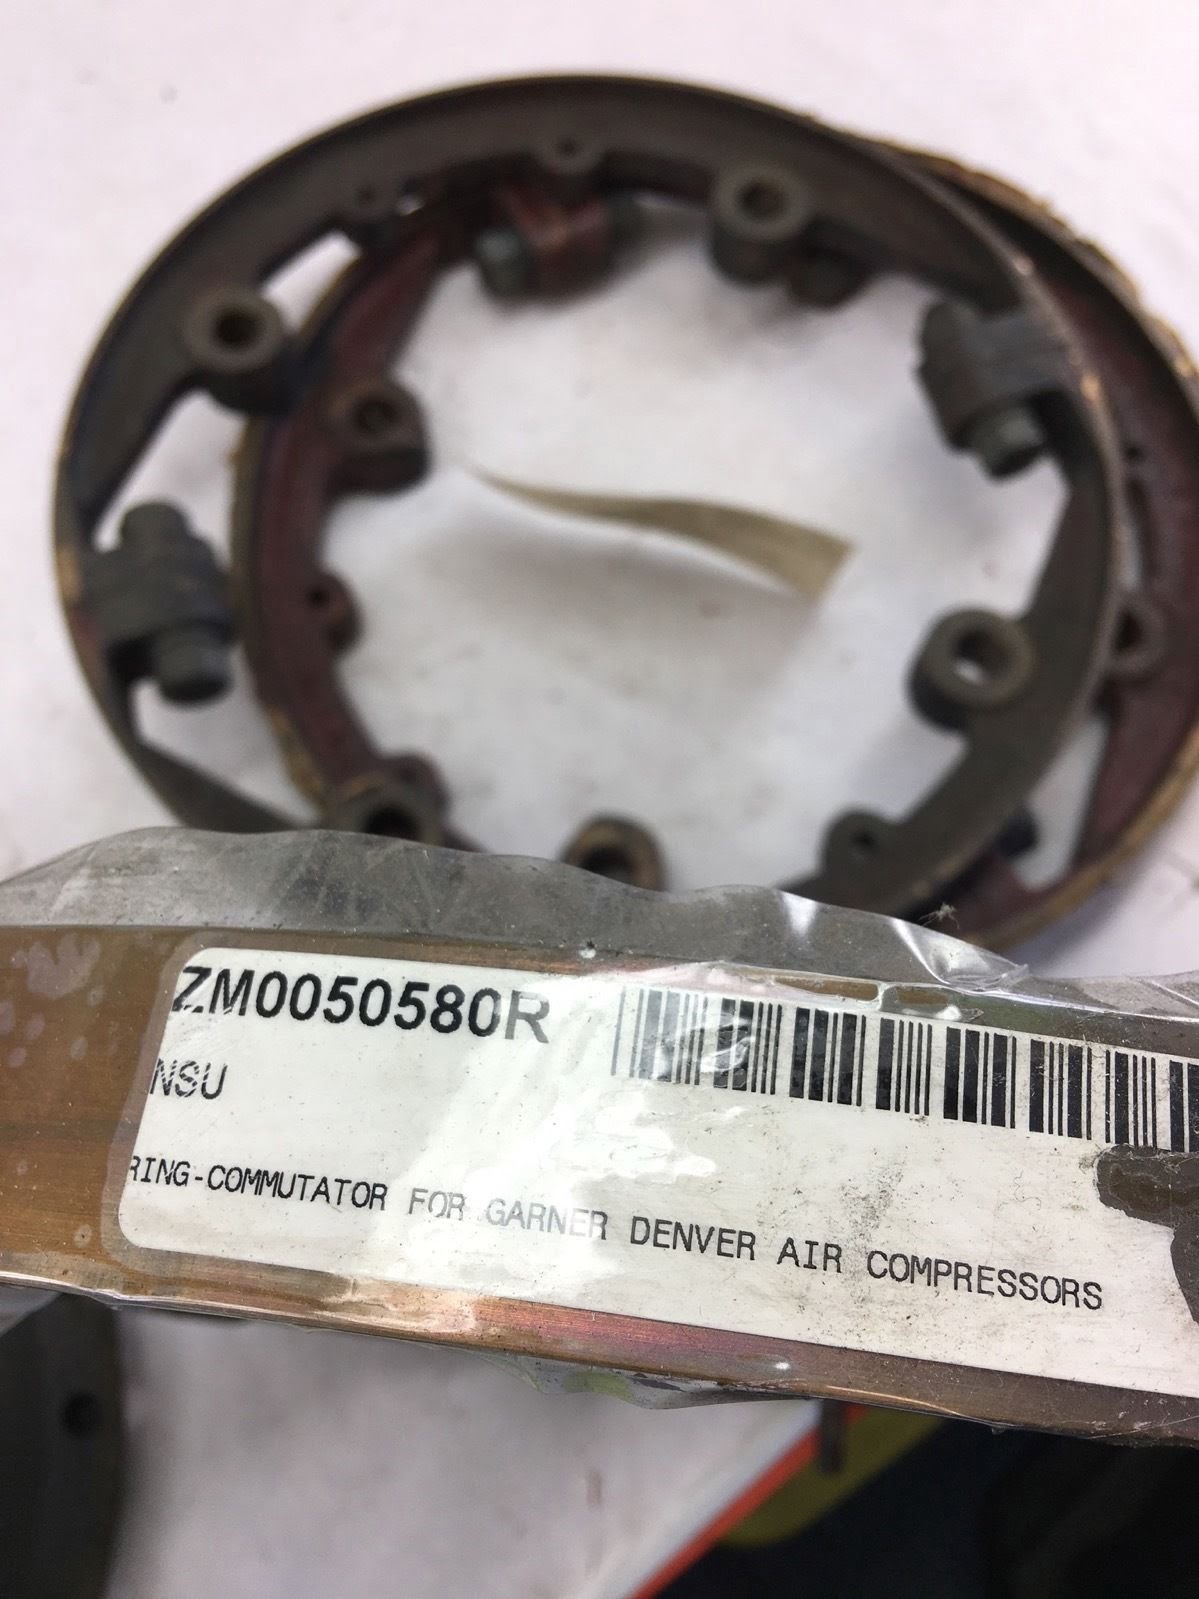 ZM0050580R
NSU
RING-COMMUTATOR FOR GARNER DENVER AIR COMPRESSORS